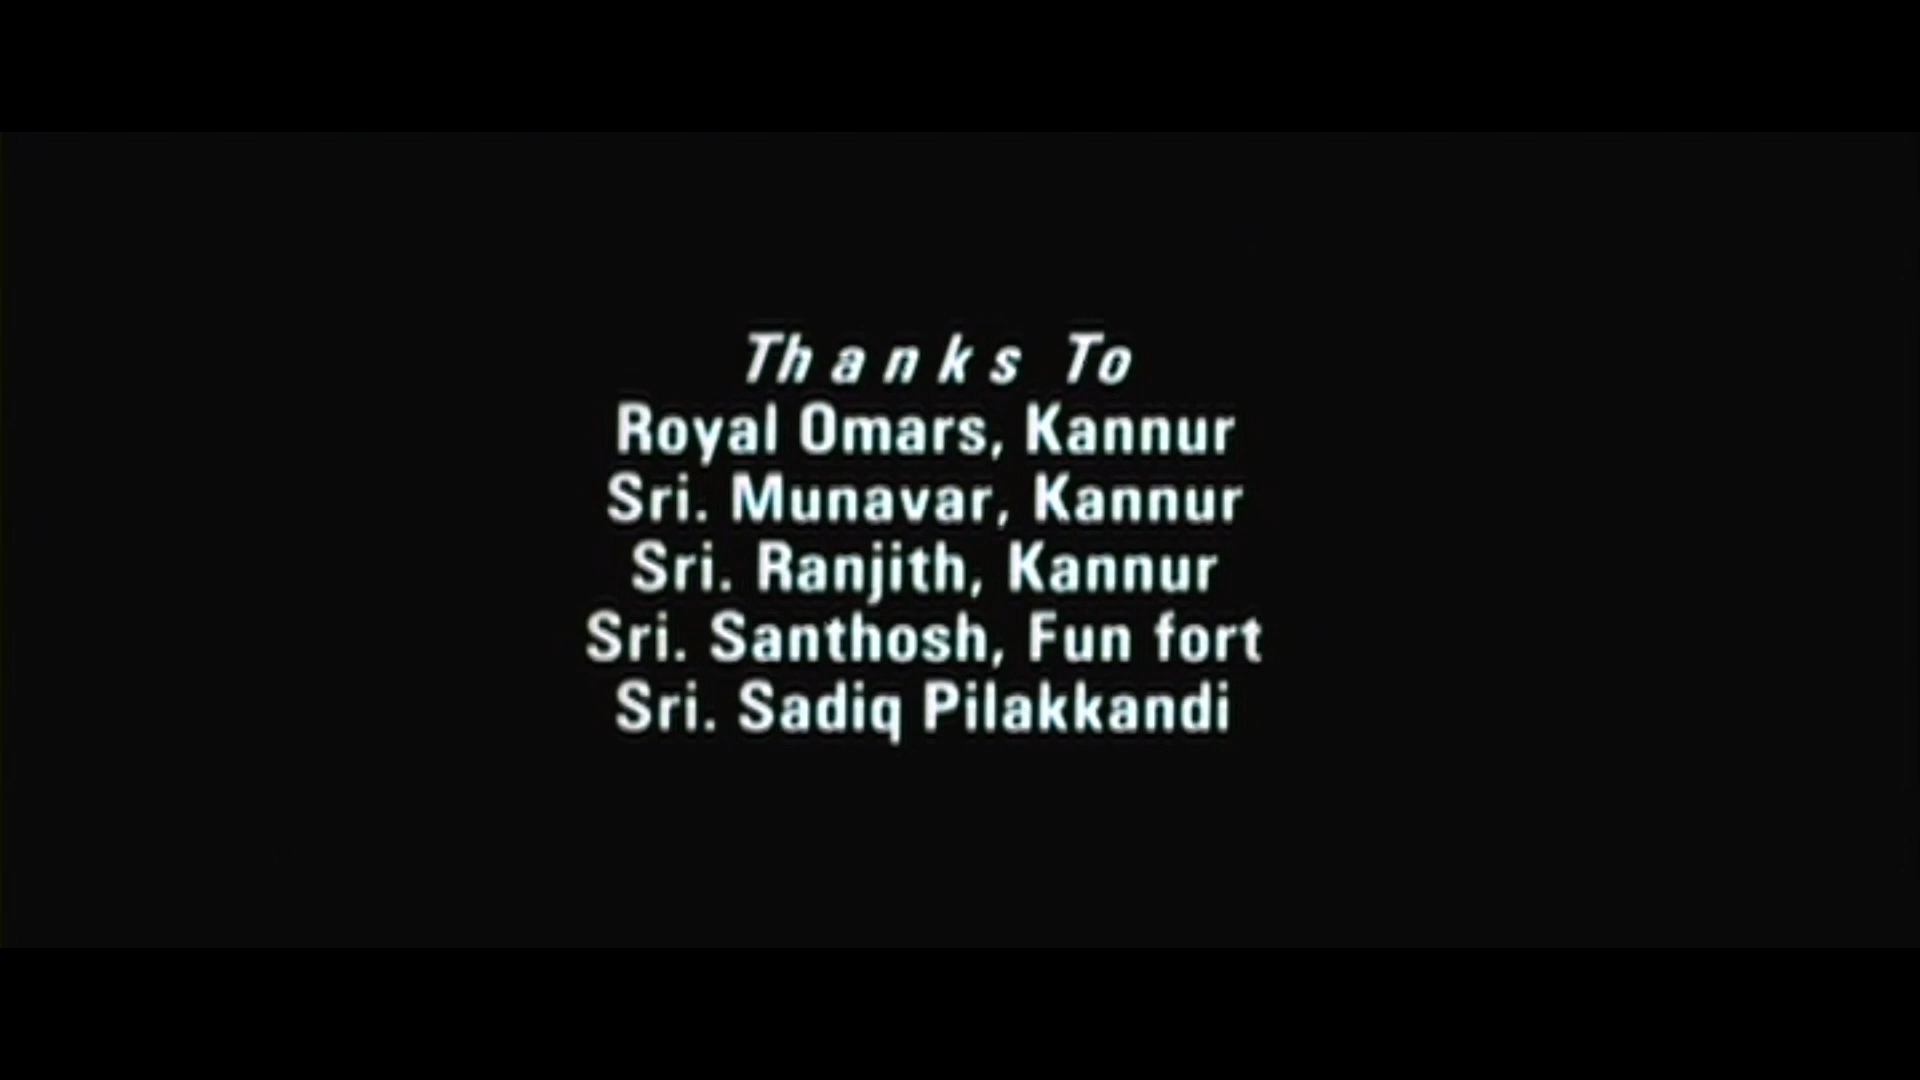 Thanks To
Royal Omars, Kannur
Sri. Munavar, Kannur
Sri. Ranjith, Kannur
Sri. Santhosh, Fun fort
Sri. Sadiq Pilakkandi